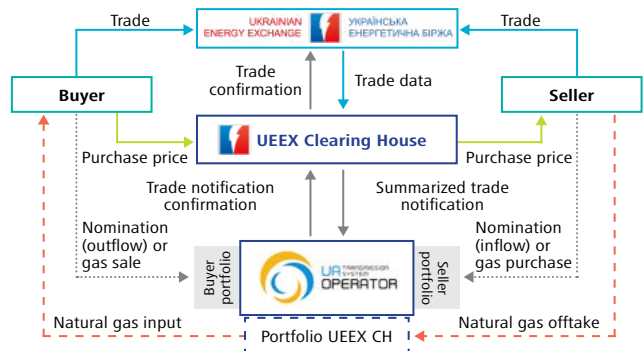 Trade
UKRAINIAN
ENERGY EXCHANGE
УКРАЇНСЬКА
ЕНЕРГЕТИЧНА БІРЖА
Trade
Trade
confirmation
Trade data
Buyer
Seller
UEEX Clearing House
Purchase price
Purchase price
Trade notification
confirmation
Summarized trade
notification
Nomination
(outflow) or
gas sale
Buyer
portfolio
UA TRANSMISSION
SYSTEM
OPERATOR
Seller
portfolio
Nomination
(inflow) or
gas purchase
Natural gas input
Portfolio UEEX CH
Natural gas offtake